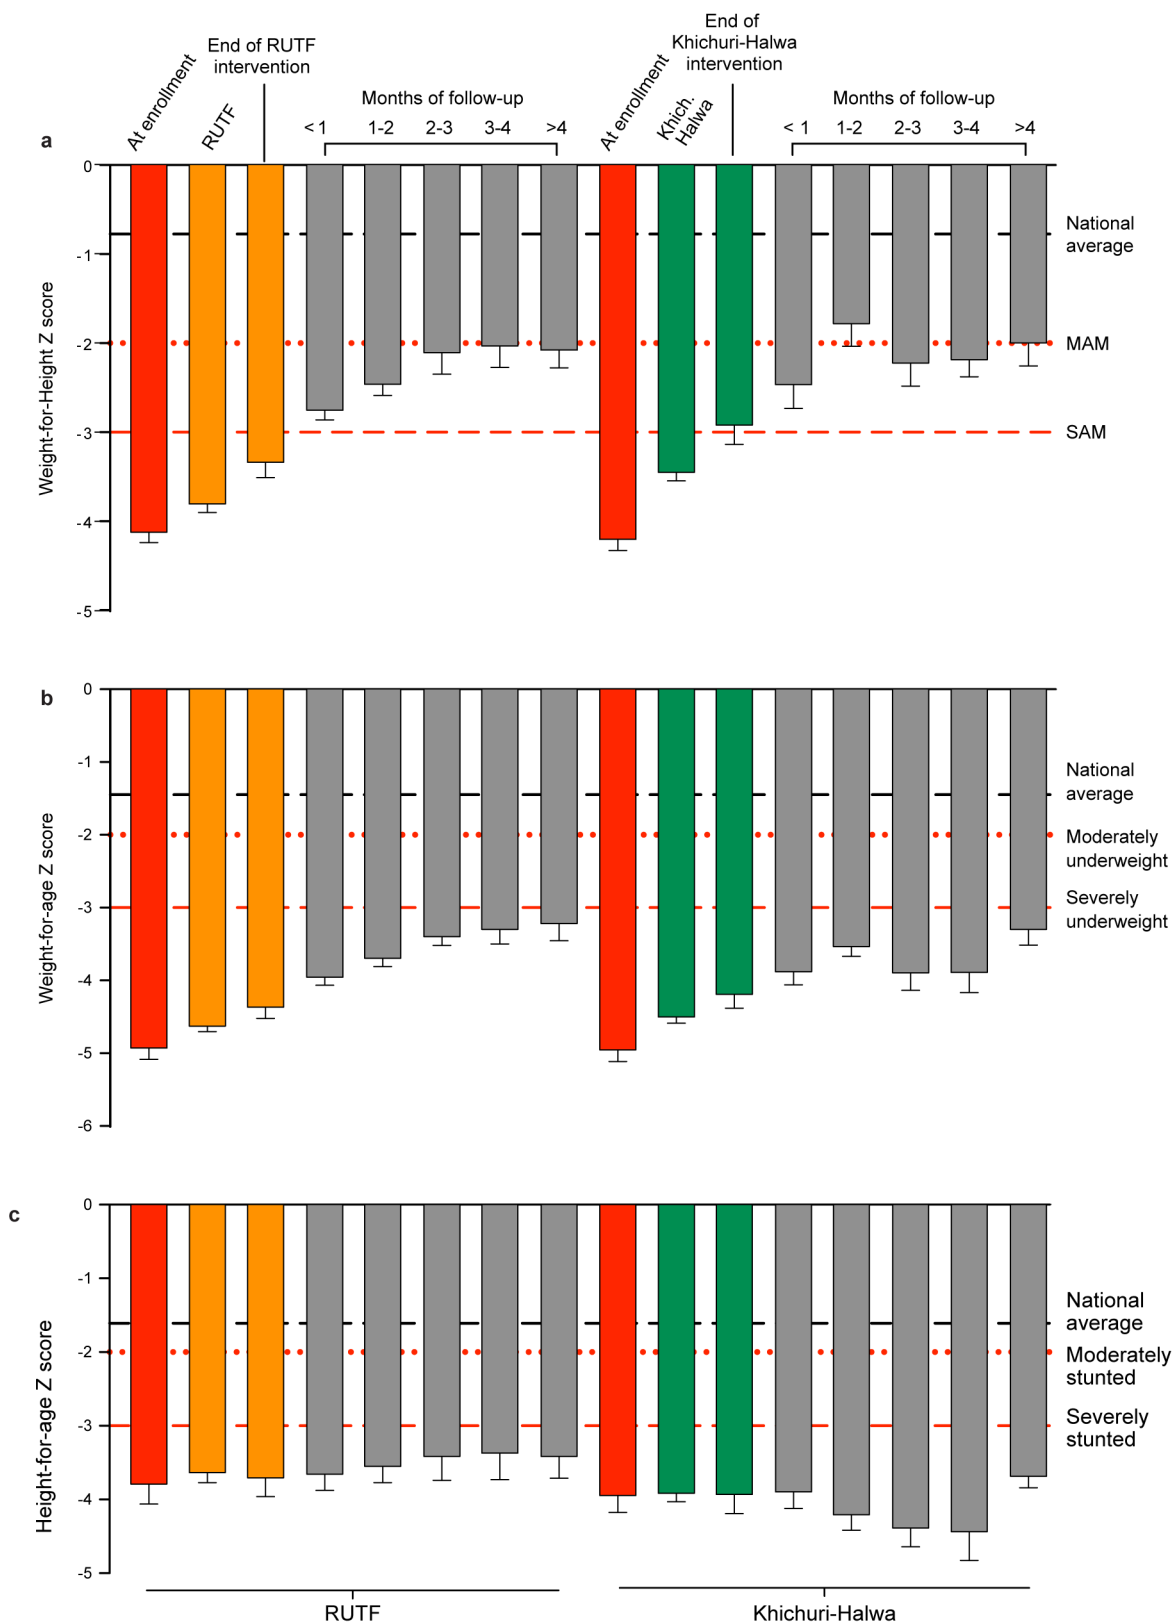 End of RUTF
intervention
End of
Khichuri-Halwa
intervention
At enrollment
RUTF
Months of follow-up
< 1
1-2
2-3
3-4
>4
At enrollment
Khich.
Halwa
Months of follow-up
< 1
1-2
2-3
3-4
>4
a
Weight-for-Height Z score
0
-1
-2
-3
-4
-5
National
average
MAM
SAM
b
Weight-for-age Z score
0
-1
-2
-3
-4
-5
-6
National
average
Moderately
underweight
Severely
underweight
c
Height-for-age Z score
0
-1
-2
-3
-4
-5
National
average
Moderately
stunted
Severely
stunted
RUTF
Khichuri-Halwa